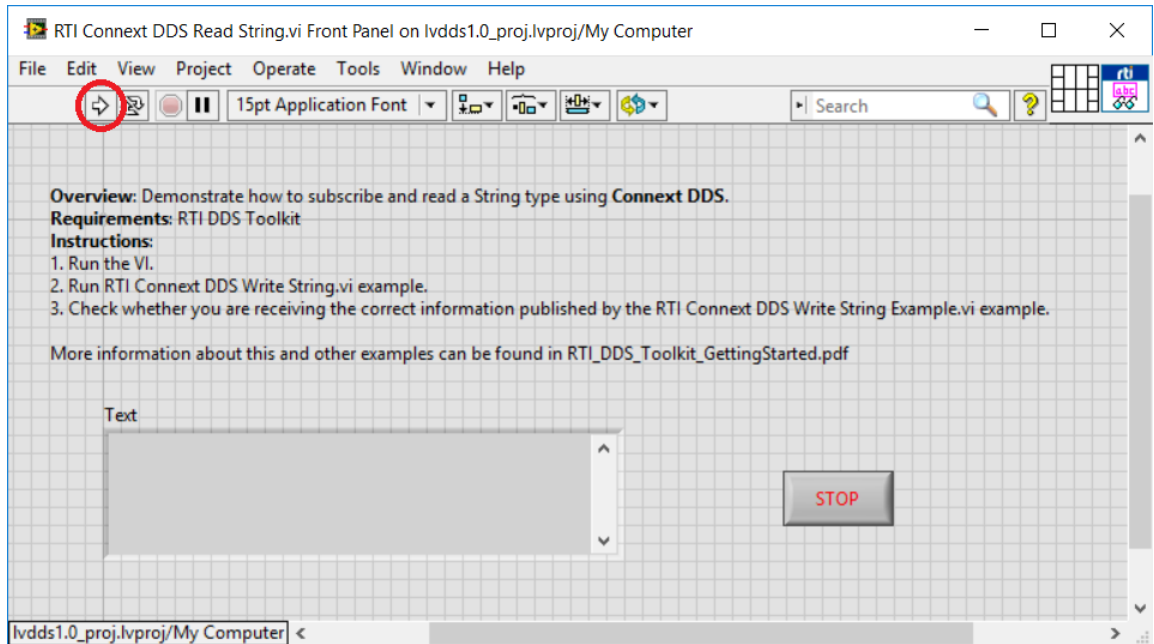 RTI Connext DDS Read String.vi Front Panel on lvdds1.0_proj.lvproj/My Computer
File Edit View Project Operate Tools Window Help
15pt Application Font
Search
?
rti
abc
Overview: Demonstrate how to subscribe and read a String type using Connext DDS.
Requirements: RTI DDS Toolkit
Instructions:
1. Run the VI.
2. Run RTI Connext DDS Write String.vi example.
3. Check whether you are receiving the correct information published by the RTI Connext DDS Write String Example.vi example.
More information about this and other examples can be found in RTI_DDS_Toolkit_GettingStarted.pdf
Text
STOP
lvdds1.0_proj.lvproj/My Computer